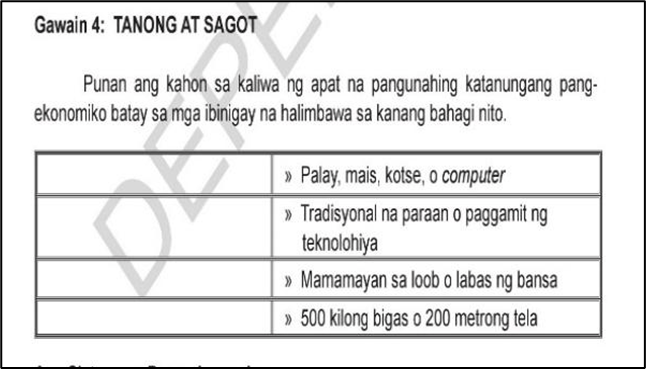 Gawain 4: TANONG AT SAGOT
Punan ang kahon sa kaliwa ng apat na pangunahing katanungang pang-
ekonomiko batay sa mga ibinigay na halimbawa sa kanang bahagi nito.
» Palay, mais, kotse, o computer
» Tradisyonal na paraan o paggamit ng
teknolohiya
» Mamamayan sa loob o labas ng bansa
» 500 kilong bigas o 200 metrong tela